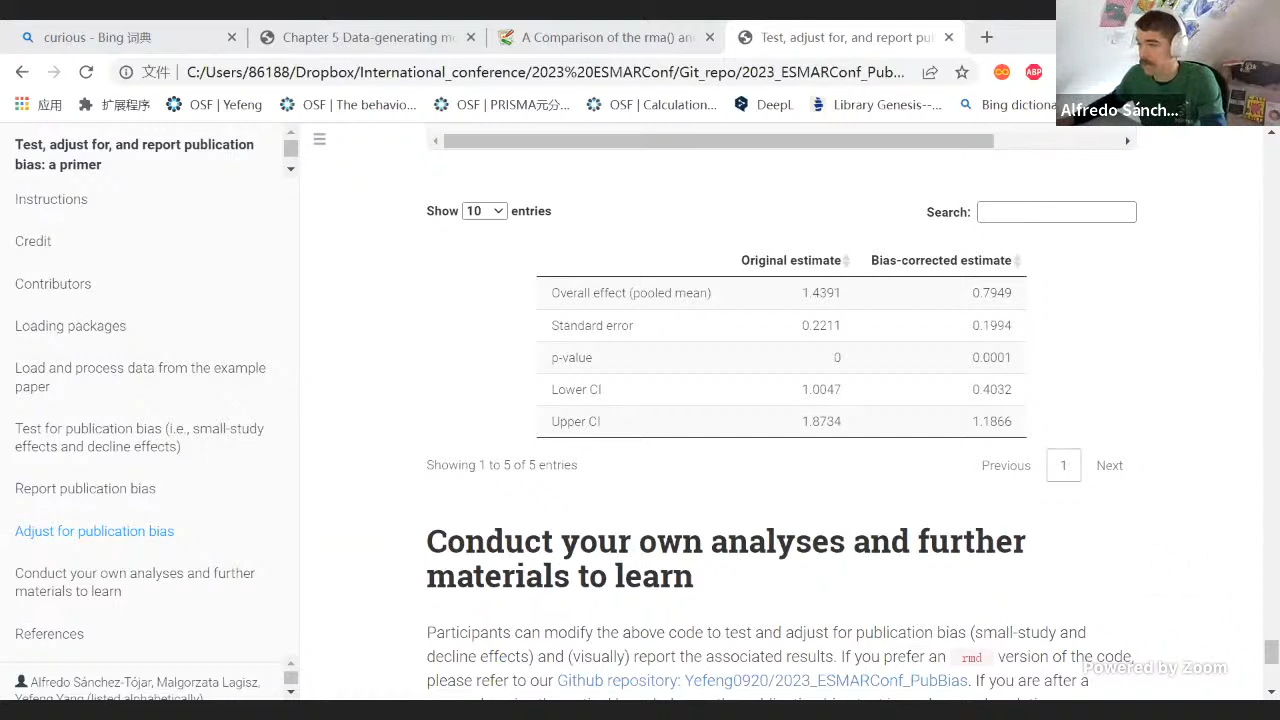 curious - Bing 词典
Chapter 5 Data-generating me
A Comparison of the rma() an
Test, adjust for, and report pu
文件
C:/Users/86188/Dropbox/International_conference/2023%20ESMARConf/Git_repo/2023_ESMARConf_Pub...
ABP
Alfredo Sánch...
应用
扩展程序
OSF | Yefeng
OSF | The behavio...
OSF | PRISMA元分...
OSF | Calculation...
DeepL
Library Genesis--...
Bing dictiona
Test, adjust for, and report publication
bias: a primer
Instructions
Credit
Contributors
Loading packages
Load and process data from the example
paper
Test for publication bias (i.e., small-study
effects and decline effects)
Report publication bias
Adjust for publication bias
Conduct your own analyses and further
materials to learn
References
Alfredo Sánchez-Tójar, Malgorzata Lagisz,
Yefeng Yang (listed alphabetically)
Show 10 entries
Search:
Original estimate Bias-corrected estimate
Overall effect (pooled mean) 1.4391 0.7949
Standard error 0.2211 0.1994
p-value 0 0.0001
Lower CI 1.0047 0.4032
Upper CI 1.8734 1.1866
Showing 1 to 5 of 5 entries
Previous 1 Next
Conduct your own analyses and further
materials to learn
Participants can modify the above code to test and adjust for publication bias (small-study and
decline effects) and (visually) report the associated results. If you prefer an rmd version of the code,
please refer to our Github repository: Yefeng0920/2023_ESMARConf_PubBias. If you are after a
Powered by Zoom